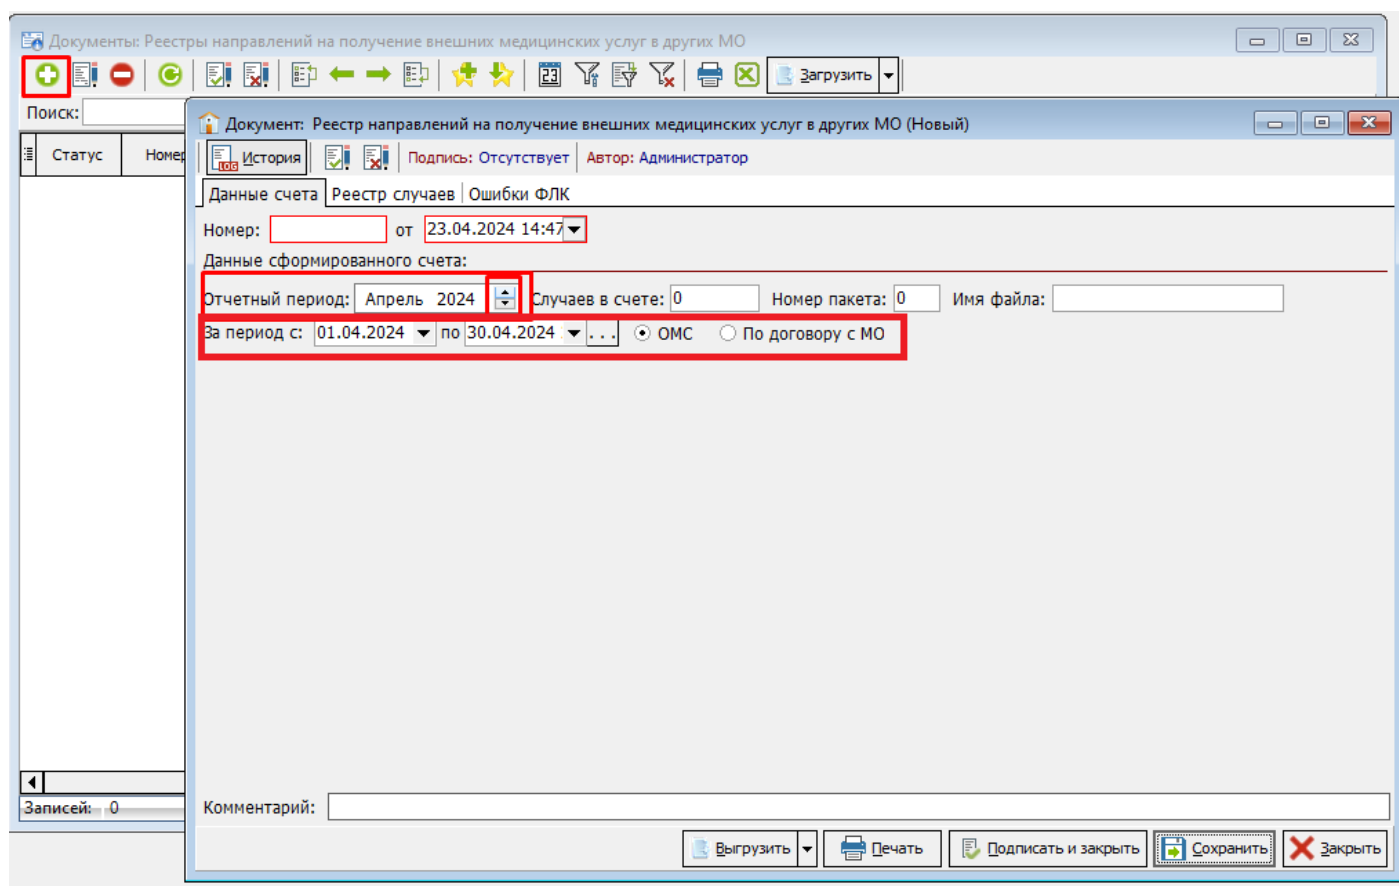 Документы: Реестры направлений на получение внешних медицинских услуг в других МО
23 Загрузить
Поиск:
Статус Номер
Документ: Реестр направлений на получение внешних медицинских услуг в других МО (Новый)
LOG История Подпись: Отсутствует Автор: Администратор
Данные счета Реестр случаев Ошибки ФЛК
Номер: от 23.04.2024 14:47
Данные сформированного счета:
Отчетный период: Апрель 2024 Случаев в счете: 0 Номер пакета: 0 Имя файла:
За период с: 01.04.2024 по 30.04.2024 ... ОМС По договору с МО
Записей: 0
Комментарий:
Выгрузить Печать Подписать и закрыть Сохранить Закрыть